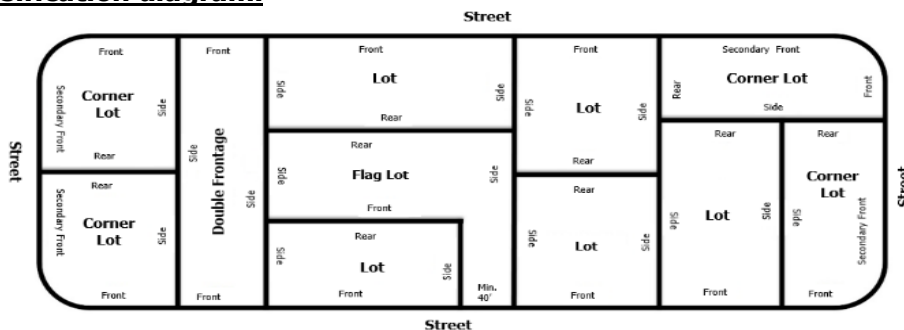 Street
Front
Secondary Front
Corner
Lot
Side
Rear
Rear
Secondary Front
Corner
Lot
Side
Front
Front
Side
Double Frontage
Side
Front
Front
Side
Lot
Side
Rear
Rear
Side
Flag Lot
Side
Front
Rear
Side
Lot
Side
Front
Min.
40'
Front
Side
Lot
Side
Rear
Rear
Side
Lot
Side
Front
Secondary Front
Rear
Corner Lot
Front
Side
Rear
Side
Lot
Side
Front
Rear
Corner
Lot
Side
Secondary Front
Front
Street
Street
Street